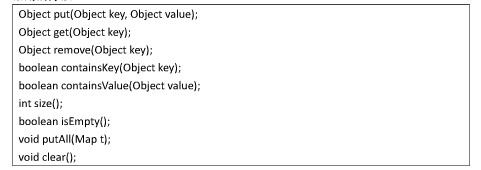 Object put(Object key, Object value);
Object get(Object key);
Object remove(Object key);
boolean containsKey(Object key);
boolean containsValue(Object value);
int size();
boolean isEmpty();
void putAll(Map t);
void clear();